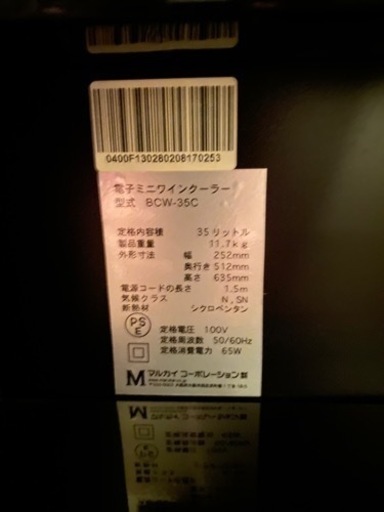 0400F130280208170253
電子ミニワインクーラー
型式 BCW-35C
定格内容積 35リットル
製品重量 11.7kg
外形寸法 幅 252mm
奥行き 512mm
高さ 635mm
電源コードの長さ 1.5m
気候クラス N,SN
断熱材 シクロペンタン
PS
E
定格電圧 100V
定格周波数 50/60Hz
定格消費電力 65W
M マルカイコーポレーション製